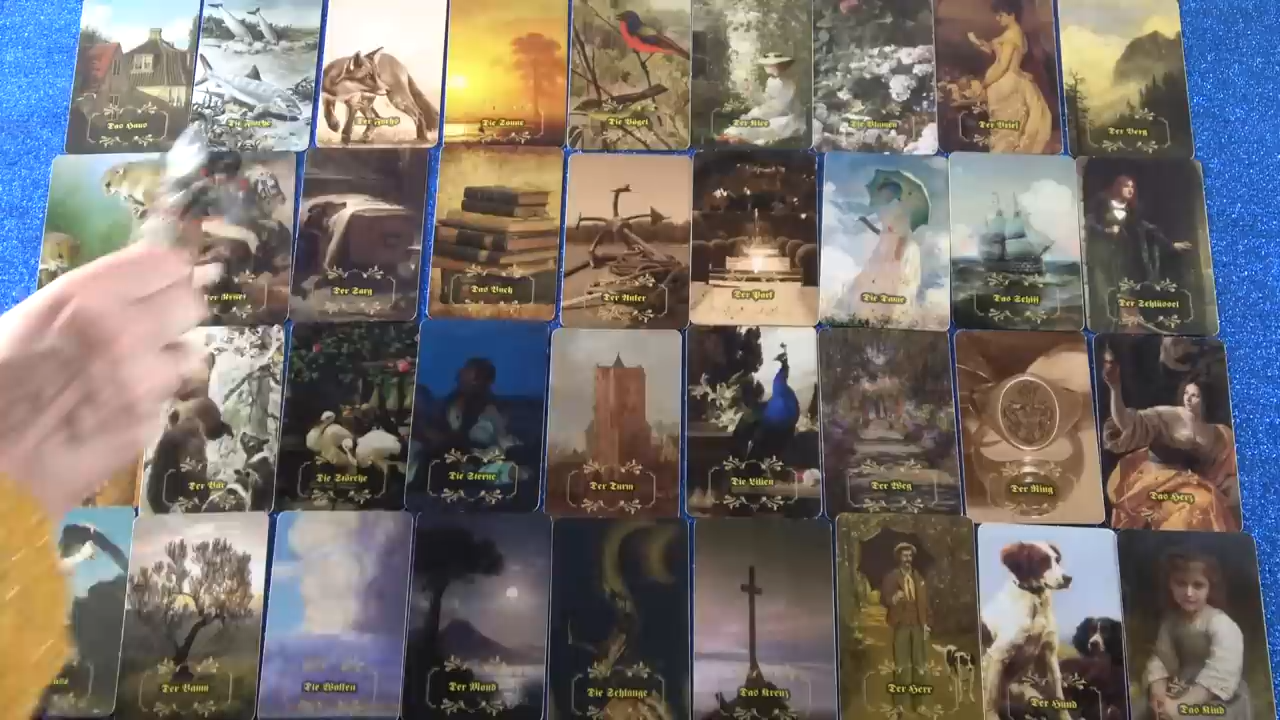 Das Haus
Die Fische
Der Fuchs
Die Sonne
Die Vögel
Der Klee
Die Blumen
Der Brief
Der Berg
Der Sarg
Das Buch
Der Anker
Der Park
Die Dame
Das Schiff
Der Schlüssel
Der Bär
Die Störche
Die Sterne
Der Turm
Die Lilien
Der Weg
Der Ring
Das Herz
Der Baum
Die Wolken
Der Mond
Die Schlange
Das Kreuz
Der Herr
Der Hund
Das Kind